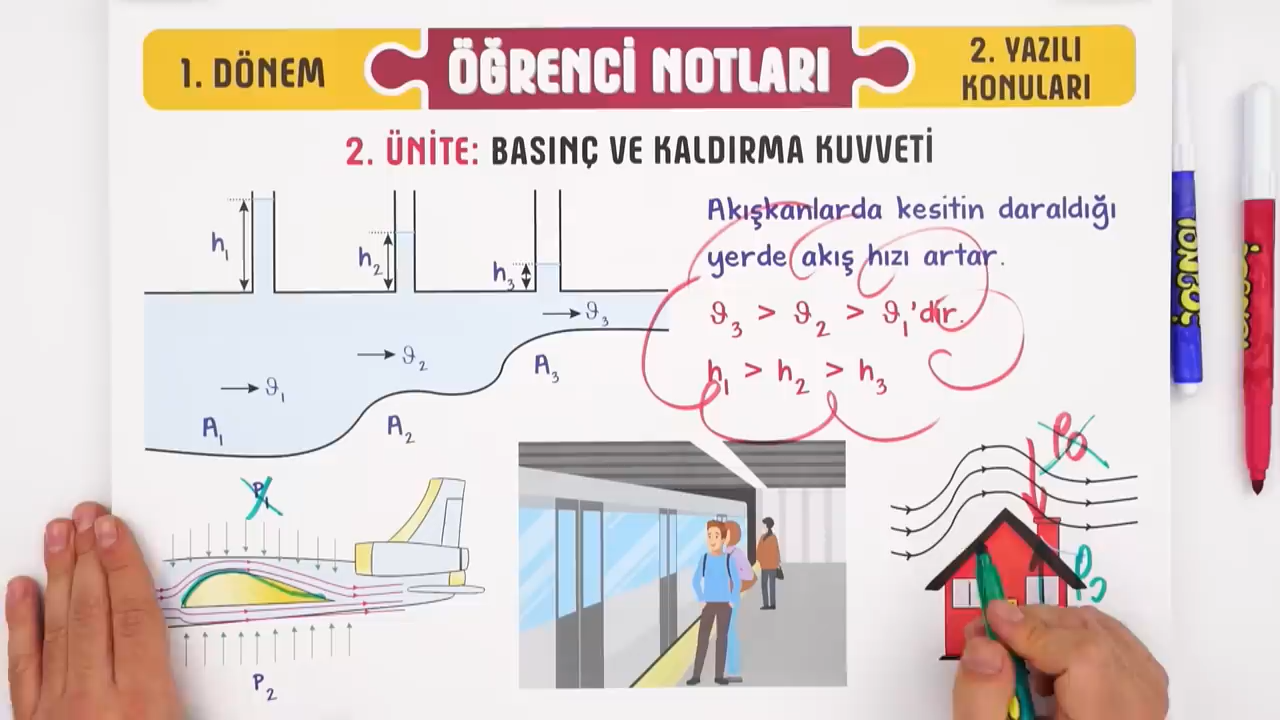 1. DÖNEM
ÖĞRENCİ NOTLARI
2. YAZILI
KONULARI
2. ÜNİTE: BASINÇ VE KALDIRMA KUVVETİ
h₁
h₂
h₃
Akışkanlarda kesitin daraldığı
yerde akış hızı artar.
ϑ₃ > ϑ₂ > ϑ₁'dir.
h₁ > h₂ > h₃
ϑ₃
ϑ₂
ϑ₁
A₃
A₂
A₁
P₀
P₁
P₂